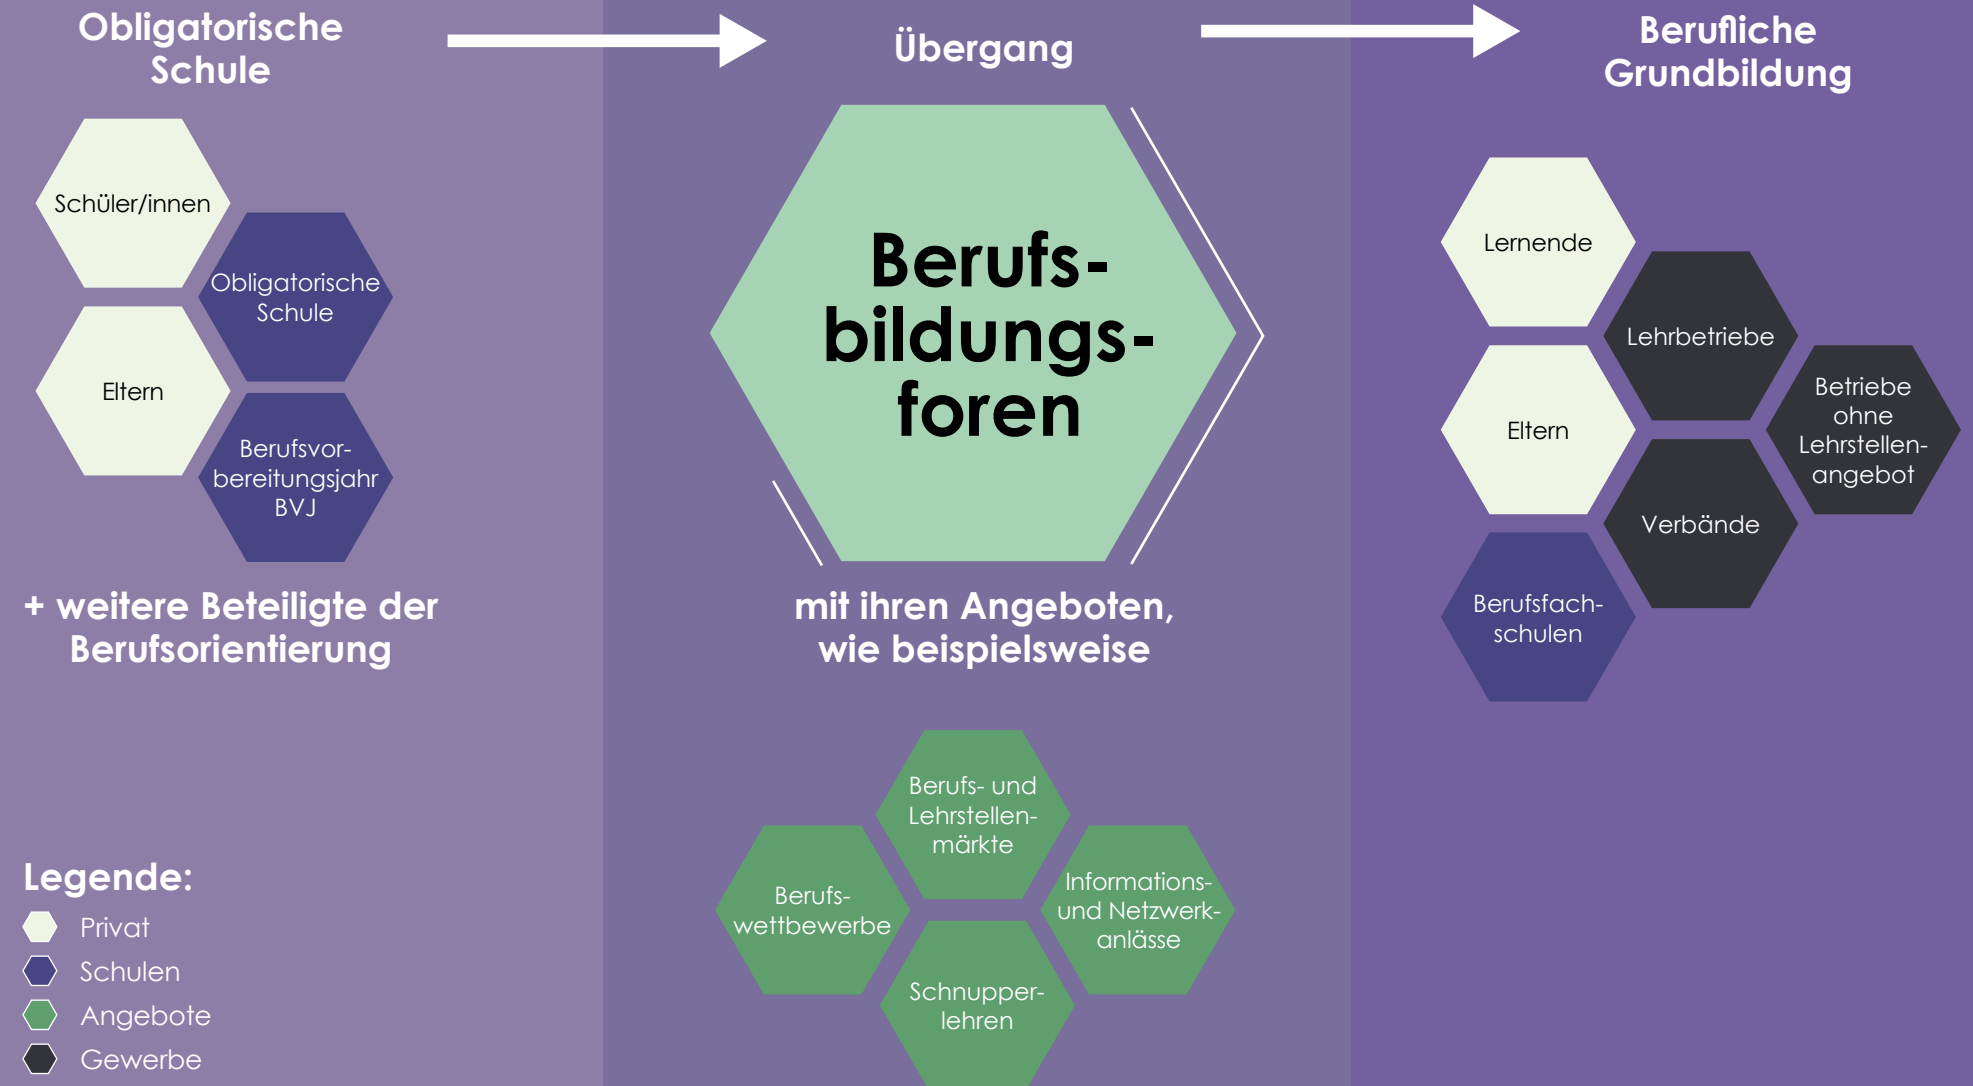 Obligatorische
Schule
Übergang
Berufliche
Grundbildung
Schüler/innen
Obligatorische
Schule
Eltern
Berufsvor-
bereitungsjahr
BVJ
+ weitere Beteiligte der
Berufsorientierung
Legende:
Privat
Schulen
Angebote
Gewerbe
Berufs-
bildungs-
foren
mit ihren Angeboten,
wie beispielsweise
Berufs- und
Lehrstellen-
märkte
Berufs-
wettbewerbe
Informations-
und Netzwerk-
anlässe
Schnupper-
lehren
Lernende
Lehrbetriebe
Betriebe
ohne
Lehrstellen-
angebot
Eltern
Verbände
Berufsfach-
schulen